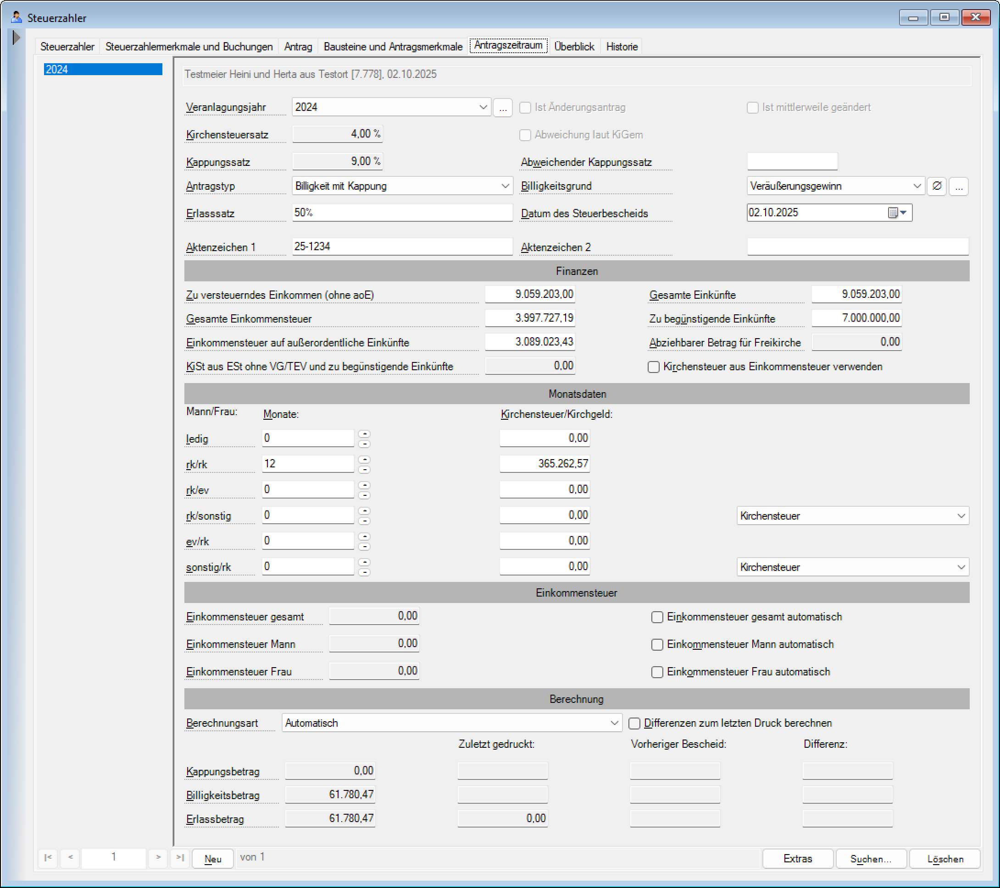 Steuerzahler
Steuerzahler Steuerzahlermerkmale und Buchungen Antrag Bausteine und Antragsmerkmale Antragszeitraum Überblick Historie
2024
Testmeier Heini und Herta aus Testort [7.778], 02.10.2025
Veranlagungsjahr 2024 ... Ist Änderungsantrag Ist mittlerweile geändert
Kirchensteuersatz 4,00 % Abweichung laut KiGem
Kappungssatz 9,00 % Abweichender Kappungssatz
Antragstyp Billigkeit mit Kappung Billigkeitsgrund Veräußerungsgewinn ∅ ...
Erlasssatz 50% Datum des Steuerbescheids 02.10.2025
Aktenzeichen 1 25-1234 Aktenzeichen 2
Finanzen
Zu versteuerndes Einkommen (ohne aoE) 9.059.203,00 Gesamte Einkünfte 9.059.203,00
Gesamte Einkommensteuer 3.997.727,19 Zu begünstigende Einkünfte 7.000.000,00
Einkommensteuer auf außerordentliche Einkünfte 3.089.023,43 Abziehbarer Betrag für Freikirche 0,00
KiSt aus ESt ohne VG/TEV und zu begünstigende Einkünfte 0,00 Kirchensteuer aus Einkommensteuer verwenden
Monatsdaten
Mann/Frau: Monate: Kirchensteuer/Kirchgeld:
ledig 0 0,00
rk/rk 12 365.262,57
rk/ev 0 0,00
rk/sonstig 0 0,00 Kirchensteuer
ev/rk 0 0,00
sonstig/rk 0 0,00 Kirchensteuer
Einkommensteuer
Einkommensteuer gesamt 0,00 Einkommensteuer gesamt automatisch
Einkommensteuer Mann 0,00 Einkommensteuer Mann automatisch
Einkommensteuer Frau 0,00 Einkommensteuer Frau automatisch
Berechnung
Berechnungsart Automatisch Differenzen zum letzten Druck berechnen
Zuletzt gedruckt: Vorheriger Bescheid: Differenz:
Kappungsbetrag 0,00
Billigkeitsbetrag 61.780,47
Erlassbetrag 61.780,47 0,00
|< < 1 > >| Neu von 1 Extras Suchen... Löschen